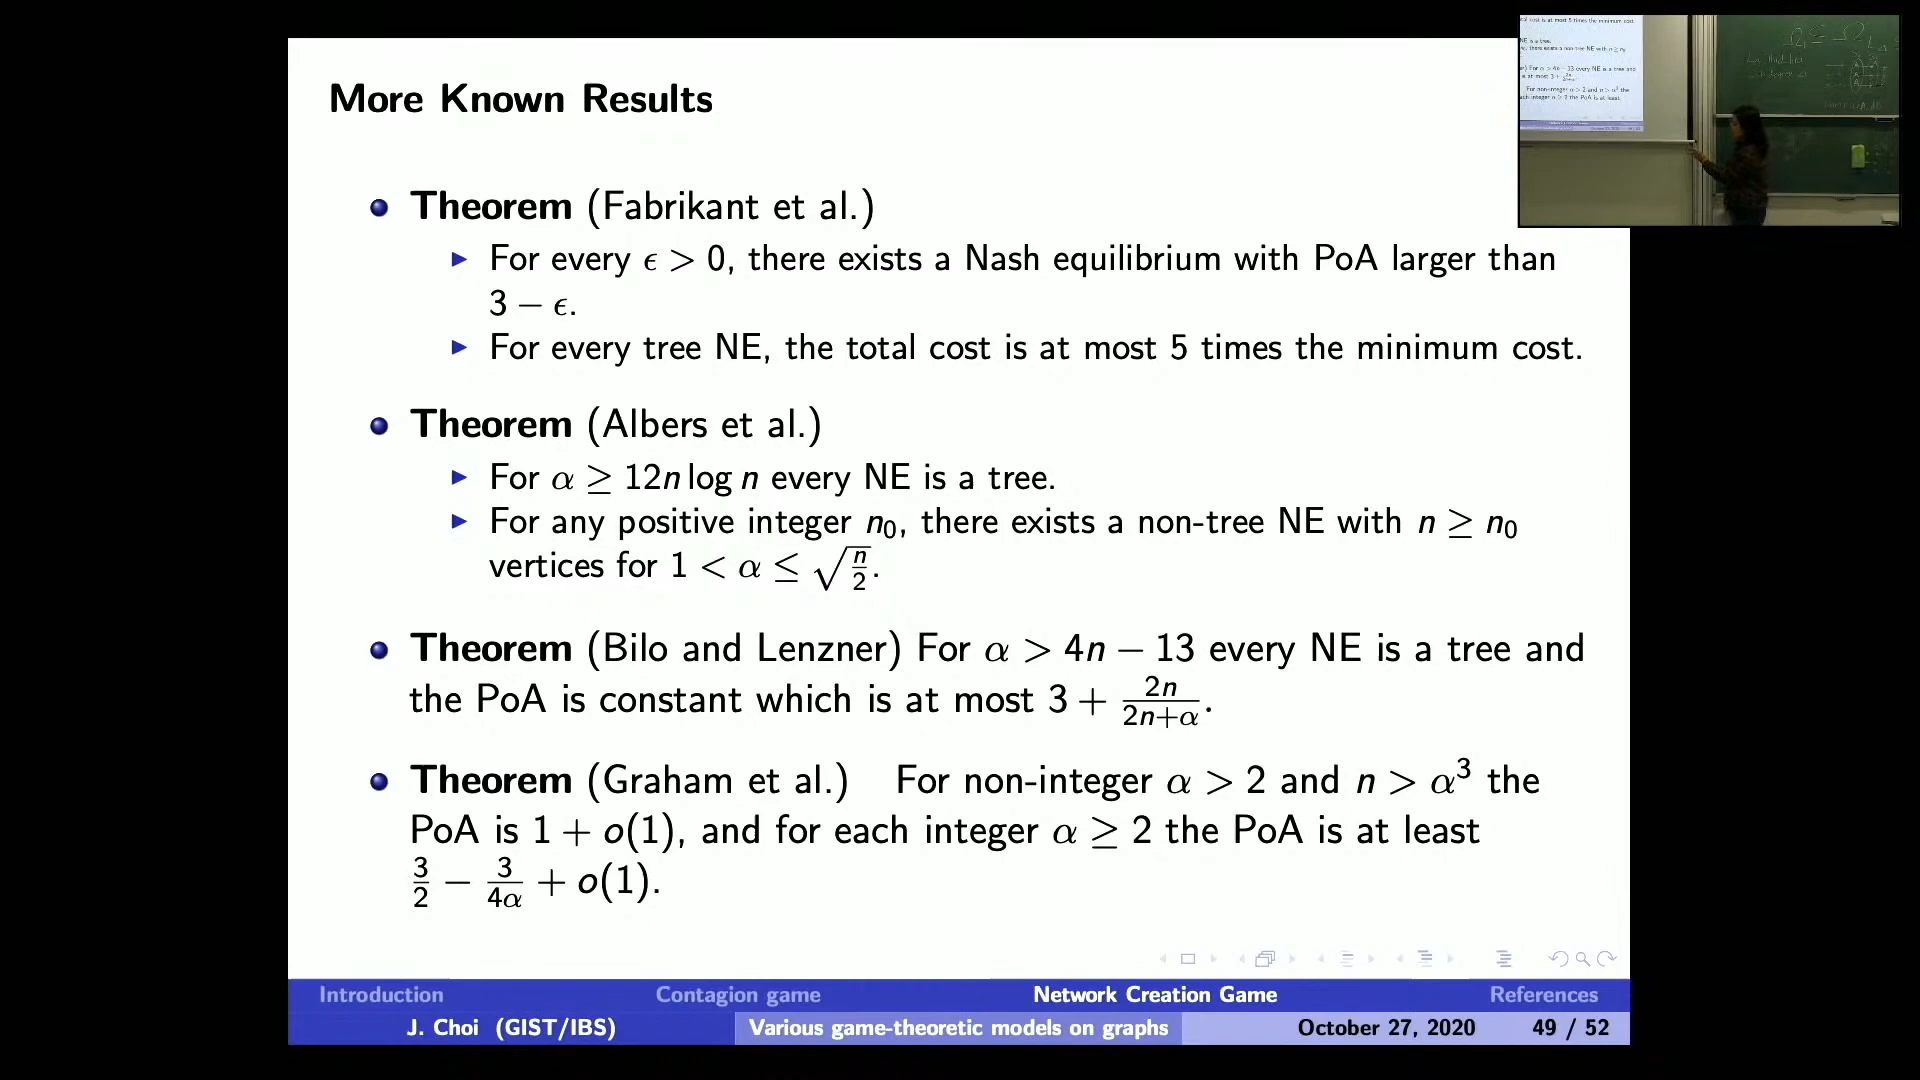 More Known Results
Theorem (Fabrikant et al.)
For every ϵ > 0, there exists a Nash equilibrium with PoA larger than
3 − ϵ.
For every tree NE, the total cost is at most 5 times the minimum cost.
Theorem (Albers et al.)
For α ≥ 12n log n every NE is a tree.
For any positive integer n₀, there exists a non-tree NE with n ≥ n₀
vertices for 1 < α ≤ √(n/2).
Theorem (Bilo and Lenzner) For α > 4n − 13 every NE is a tree and
the PoA is constant which is at most 3 + 2n/(2n+α).
Theorem (Graham et al.) For non-integer α > 2 and n > α³ the
PoA is 1 + o(1), and for each integer α ≥ 2 the PoA is at least
3/2 − 3/(4α) + o(1).
Introduction Contagion game Network Creation Game References
J. Choi (GIST/IBS) Various game-theoretic models on graphs October 27, 2020 49 / 52